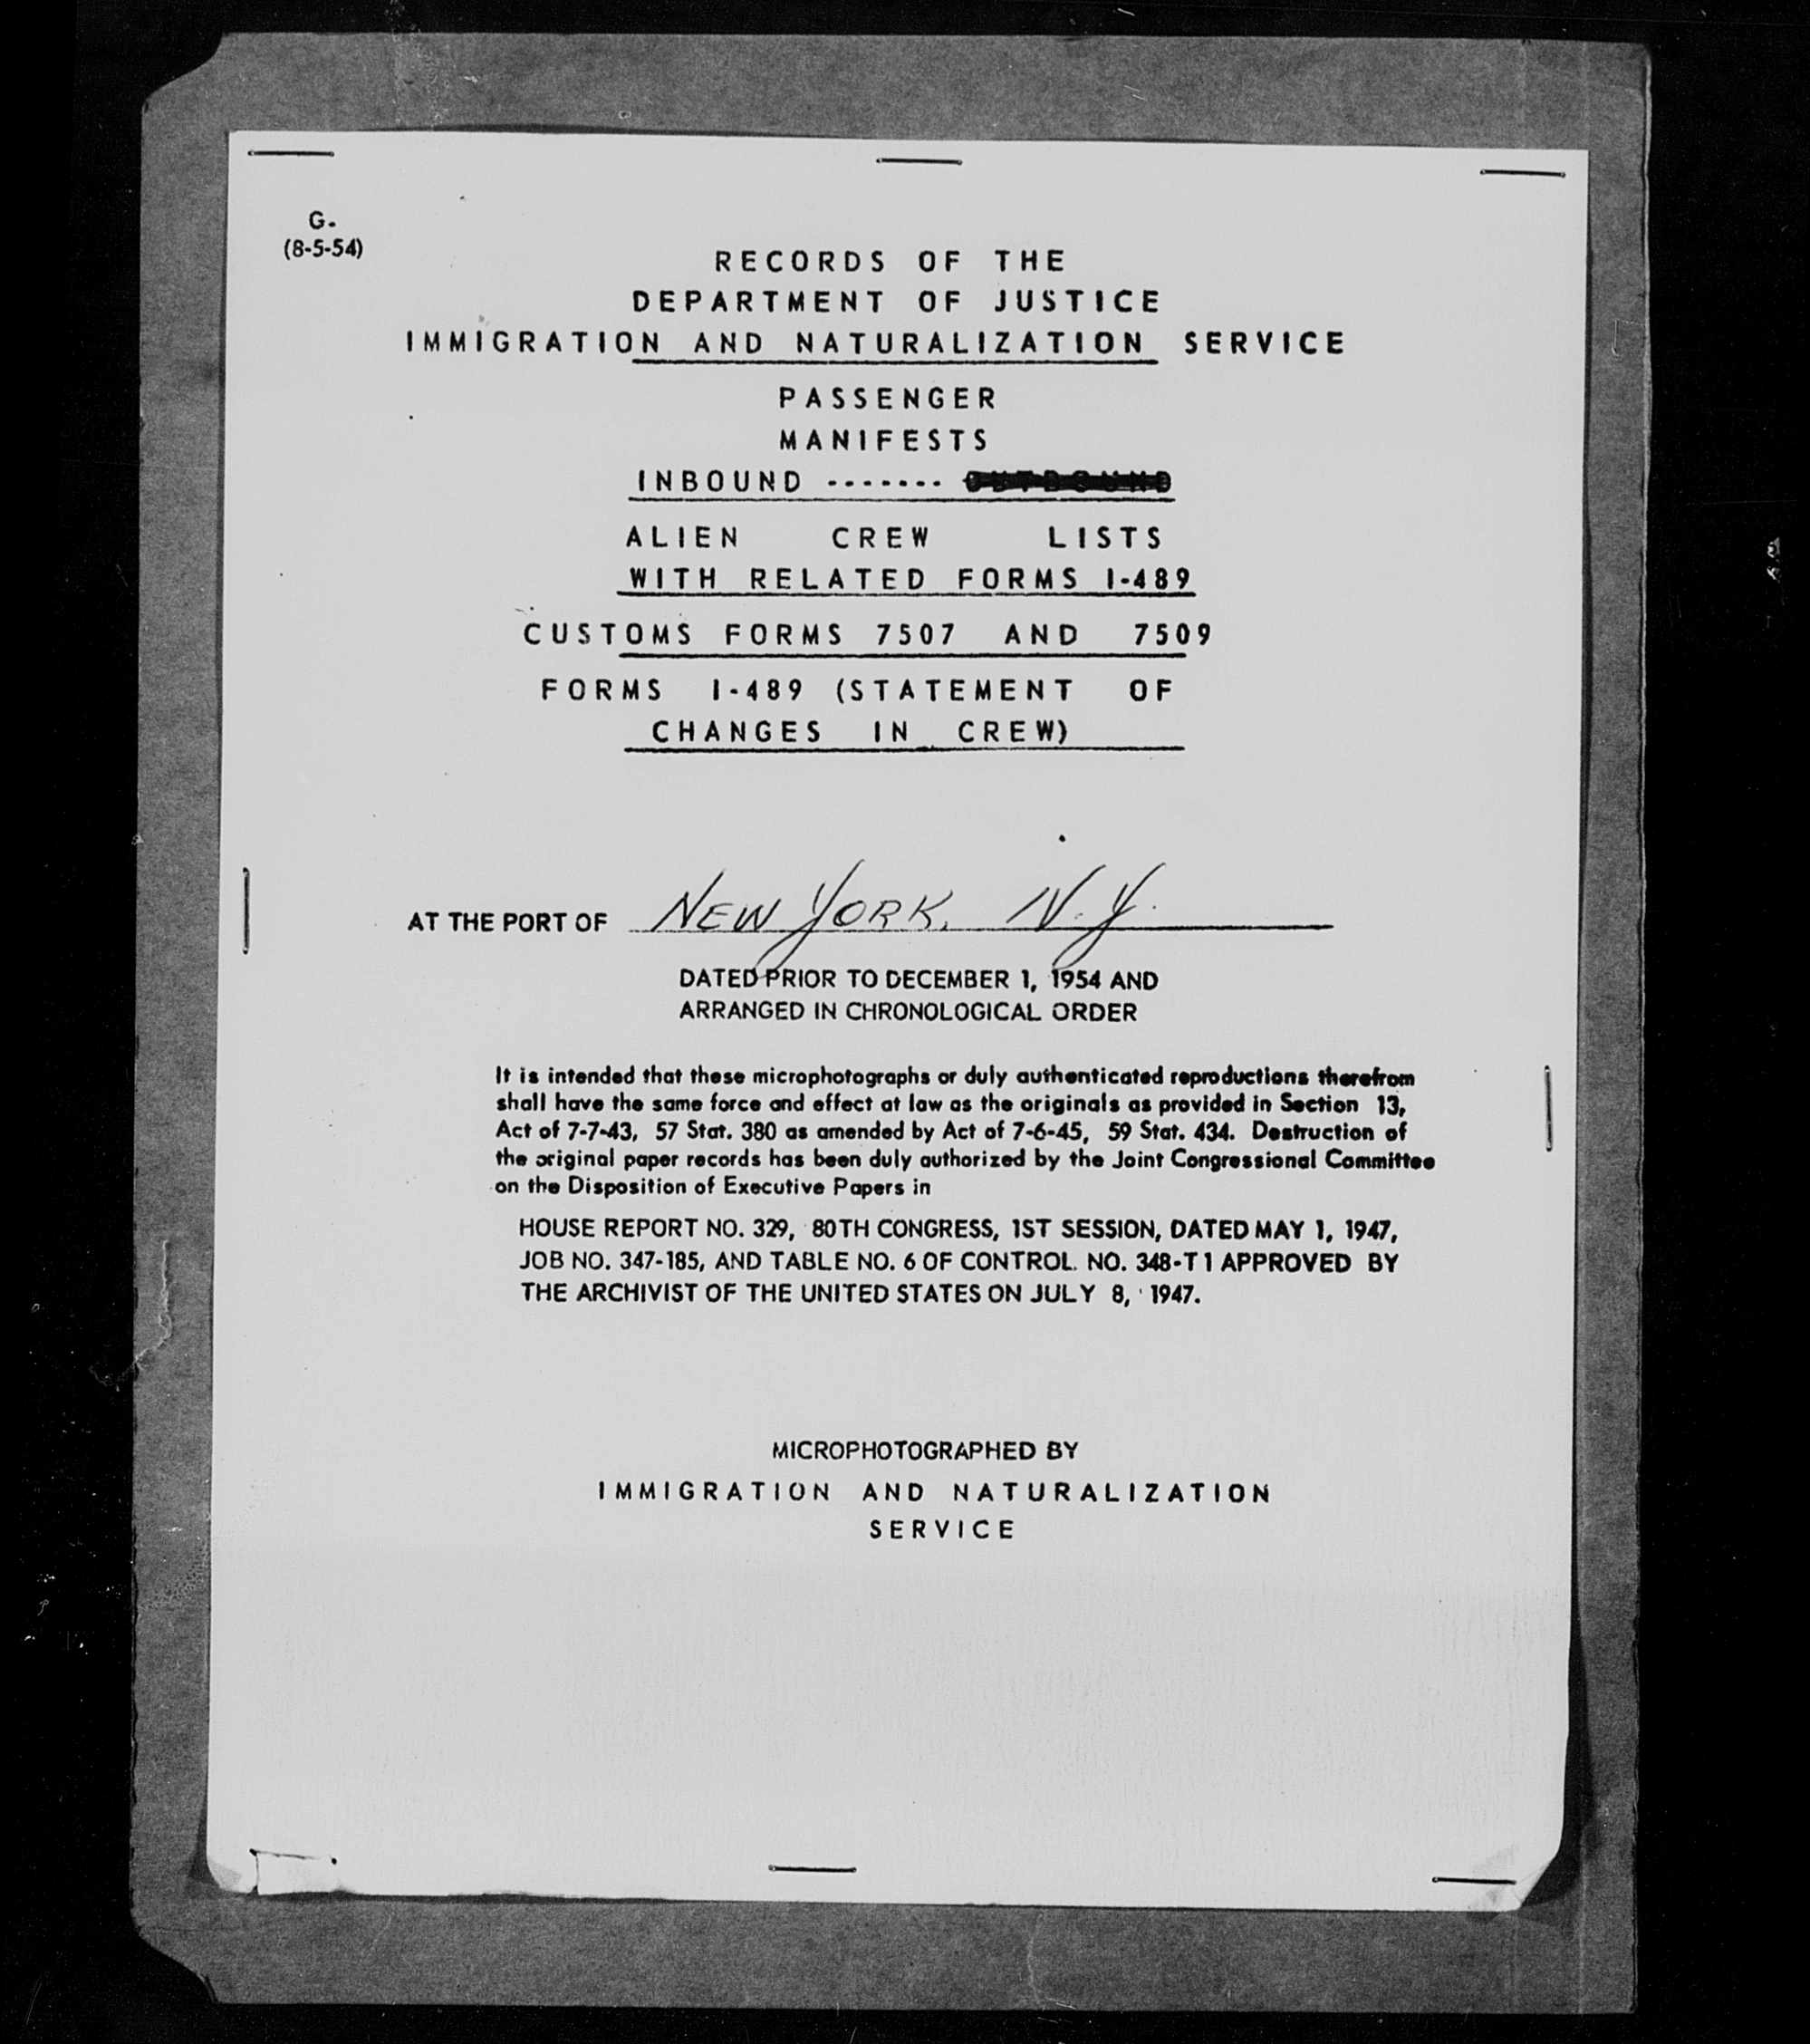 G-
(8-5-54)
RECORDS OF THE
DEPARTMENT OF JUSTICE
IMMIGRATION AND NATURALIZATION SERVICE
PASSENGER
MANIFESTS
INBOUND ------- OUTBOUND
ALIEN CREW LISTS
WITH RELATED FORMS I-489
CUSTOMS FORMS 7507 AND 7509
FORMS I-489 (STATEMENT OF
CHANGES IN CREW)
AT THE PORT OF NEW YORK, N.Y.
DATED PRIOR TO DECEMBER 1, 1954 AND
ARRANGED IN CHRONOLOGICAL ORDER
It is intended that these microphotographs or duly authenticated reproductions therefrom
shall have the same force and effect at law as the originals as provided in Section 13,
Act of 7-7-43, 57 Stat. 380 as amended by Act of 7-6-45, 59 Stat. 434. Destruction of
the original paper records has been duly authorized by the Joint Congressional Committee
on the Disposition of Executive Papers in
HOUSE REPORT NO. 329, 80TH CONGRESS, 1ST SESSION, DATED MAY 1, 1947,
JOB NO. 347-185, AND TABLE NO. 6 OF CONTROL NO. 348-T1 APPROVED BY
THE ARCHIVIST OF THE UNITED STATES ON JULY 8, 1947.
MICROPHOTOGRAPHED BY
IMMIGRATION AND NATURALIZATION
SERVICE